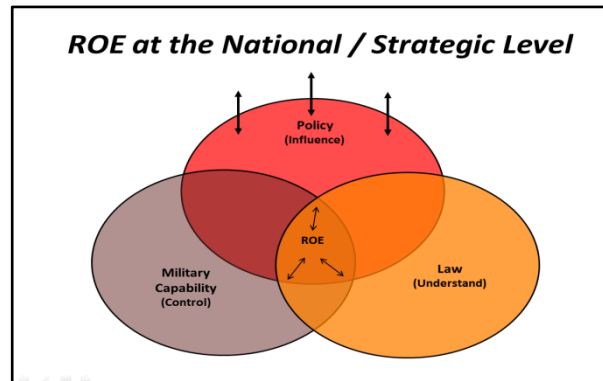 ROE at the National / Strategic Level
Policy
(Influence)
ROE
Military
Capability
(Control)
Law
(Understand)